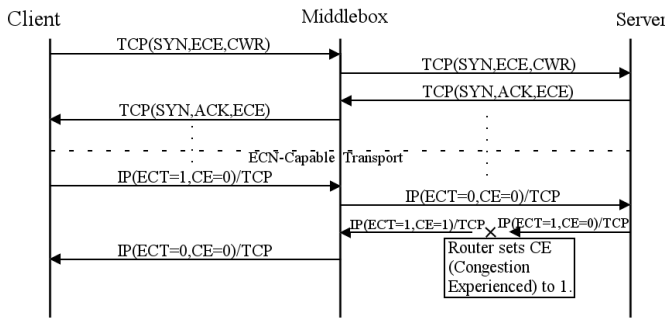 Client
Middlebox
Server
TCP(SYN,ECE,CWR)
TCP(SYN,ECE,CWR)
TCP(SYN,ACK,ECE)
TCP(SYN,ACK,ECE)
ECN-Capable Transport
IP(ECT=1,CE=0)/TCP
IP(ECT=0,CE=0)/TCP
IP(ECT=1,CE=1)/TCP
IP(ECT=1,CE=0)/TCP
IP(ECT=0,CE=0)/TCP
Router sets CE
(Congestion
Experienced) to 1.